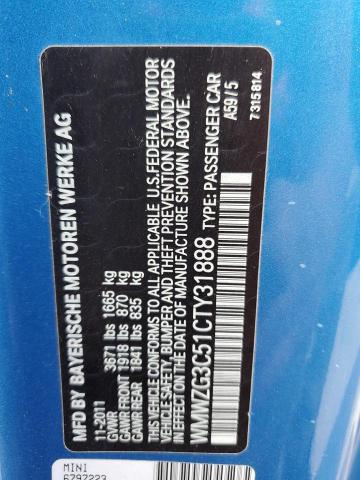 MFD BY BAYERISCHE MOTOREN WERKE AG
11-2011
GVWR 3671 lbs 1665 kg
GAWR FRONT 1918 lbs 870 kg
GAWR REAR 1841 lbs 835 kg
THIS VEHICLE CONFORMS TO ALL APPLICABLE U.S. FEDERAL MOTOR
VEHICLE SAFETY, BUMPER AND THEFT PREVENTION STANDARDS
IN EFFECT ON THE DATE OF MANUFACTURE SHOWN ABOVE.
WMWZG3C51CTY31888 TYPE: PASSENGER CAR
A59/5
7 315 814
MINI
6797223